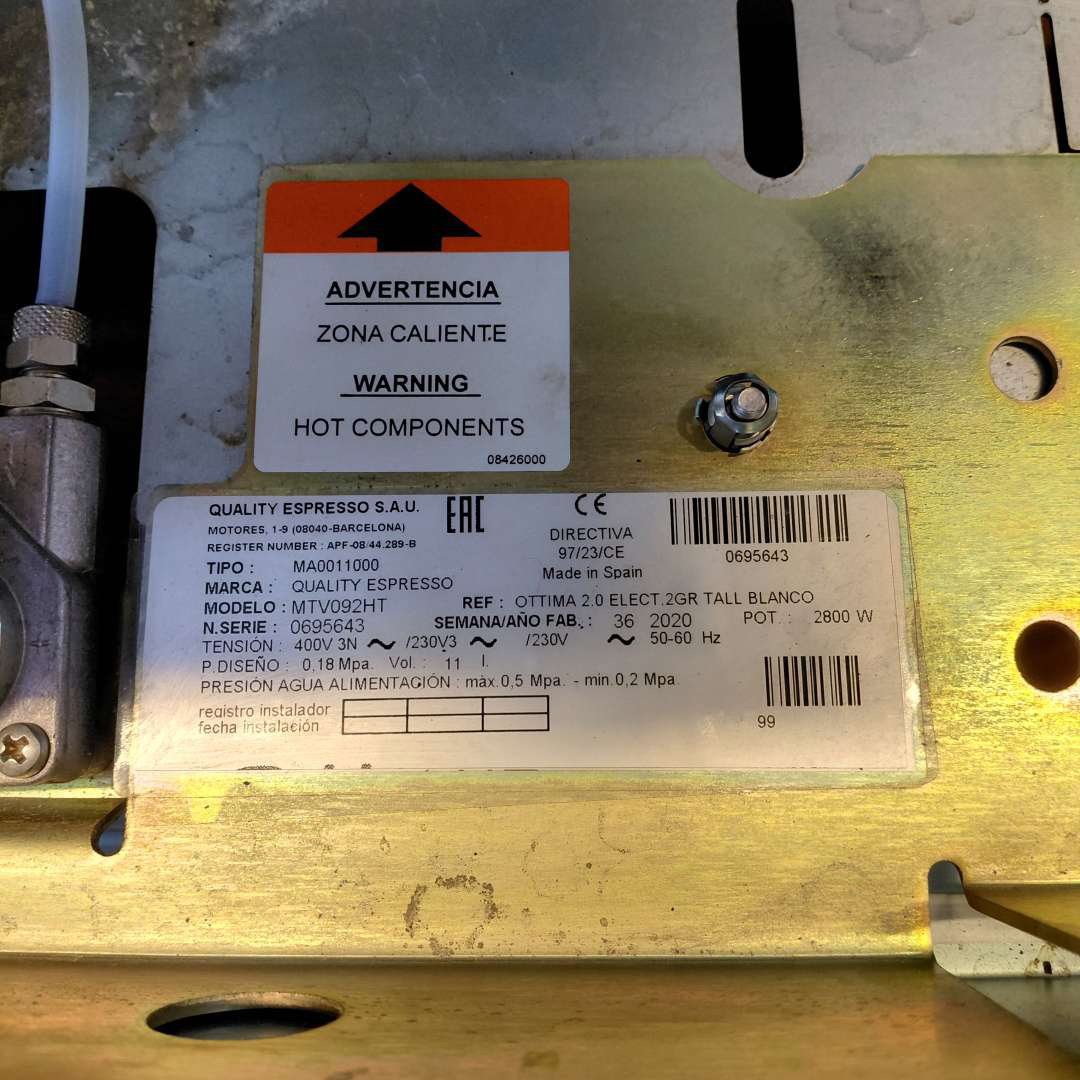 ADVERTENCIA
ZONA CALIENTE
WARNING
HOT COMPONENTS
08426000
QUALITY ESPRESSO S.A.U.
MOTORES, 1-9 (08040-BARCELONA)
REGISTER NUMBER : APF-08/44.289-B
EAC
CE
DIRECTIVA
97/23/CE
Made in Spain
0695643
TIPO : MA0011000
MARCA : QUALITY ESPRESSO
MODELO : MTV092HT REF : OTTIMA 2.0 ELECT.2GR TALL BLANCO
N.SERIE : 0695643 SEMANA/AÑO FAB. : 36 2020 POT. : 2800 W
TENSIÓN : 400V 3N ~ /230V3 ~ /230V ~ 50-60 Hz
P.DISEÑO : 0,18 Mpa. Vol. : 11 l.
PRESIÓN AGUA ALIMENTACIÓN : màx.0,5 Mpa. - min.0,2 Mpa
registro instalador
fecha instalación
99